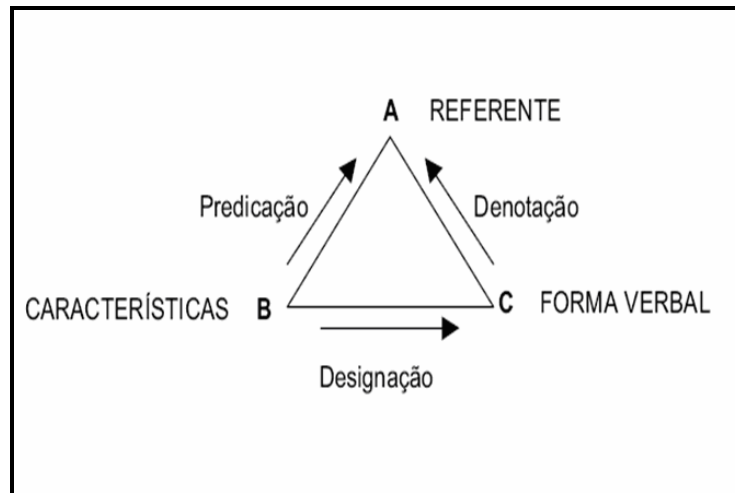 A REFERENTE
Predicação Denotação
CARACTERÍSTICAS B C FORMA VERBAL
Designação